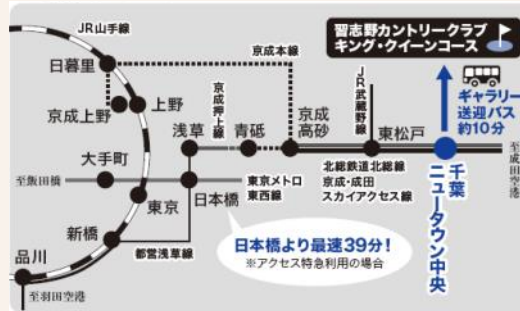 JR山手線
習志野カントリークラブ
キング・クイーンコース
京成本線
日暮里
京成上野
上野
京成押上線
浅草
青砥
京成
高砂
JR武蔵野線
東松戸
ギャラリー
送迎バス
約10分
至成田空港
大手町
至飯田橋
東京メトロ
東西線
北総鉄道北総線
京成・成田
スカイアクセス線
千葉
ニュータウン中央
東京
日本橋
新橋
都営浅草線
日本橋より最速39分!
※アクセス特急利用の場合
品川
至羽田空港